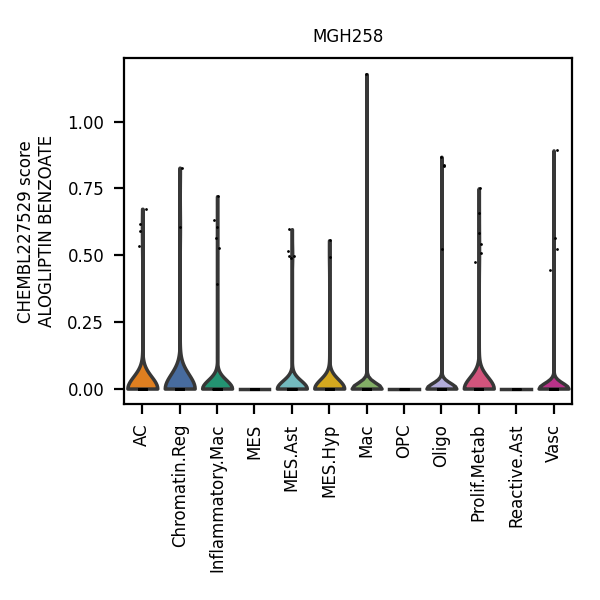 MGH258
CHEMBL227529 score
ALOGLIPTIN BENZOATE
1.00
0.75
0.50
0.25
0.00
AC
Chromatin.Reg
Inflammatory.Mac
MES
MES.Ast
MES.Hyp
Mac
OPC
Oligo
Prolif.Metab
Reactive.Ast
Vasc